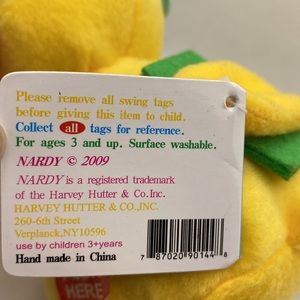 Please remove all swing tags
before giving this item to child.
Collect all tags for reference.
For ages 3 and up. Surface washable.
NARDY © 2009
NARDY is a registered trademark
of the Harvey Hutter & Co.Inc.
HARVEY HUTTER & CO.,INC.
260-6th Street
Verplanck,NY10596
use by children 3+years
Hand made in China
7 87020 90144 8
HERE